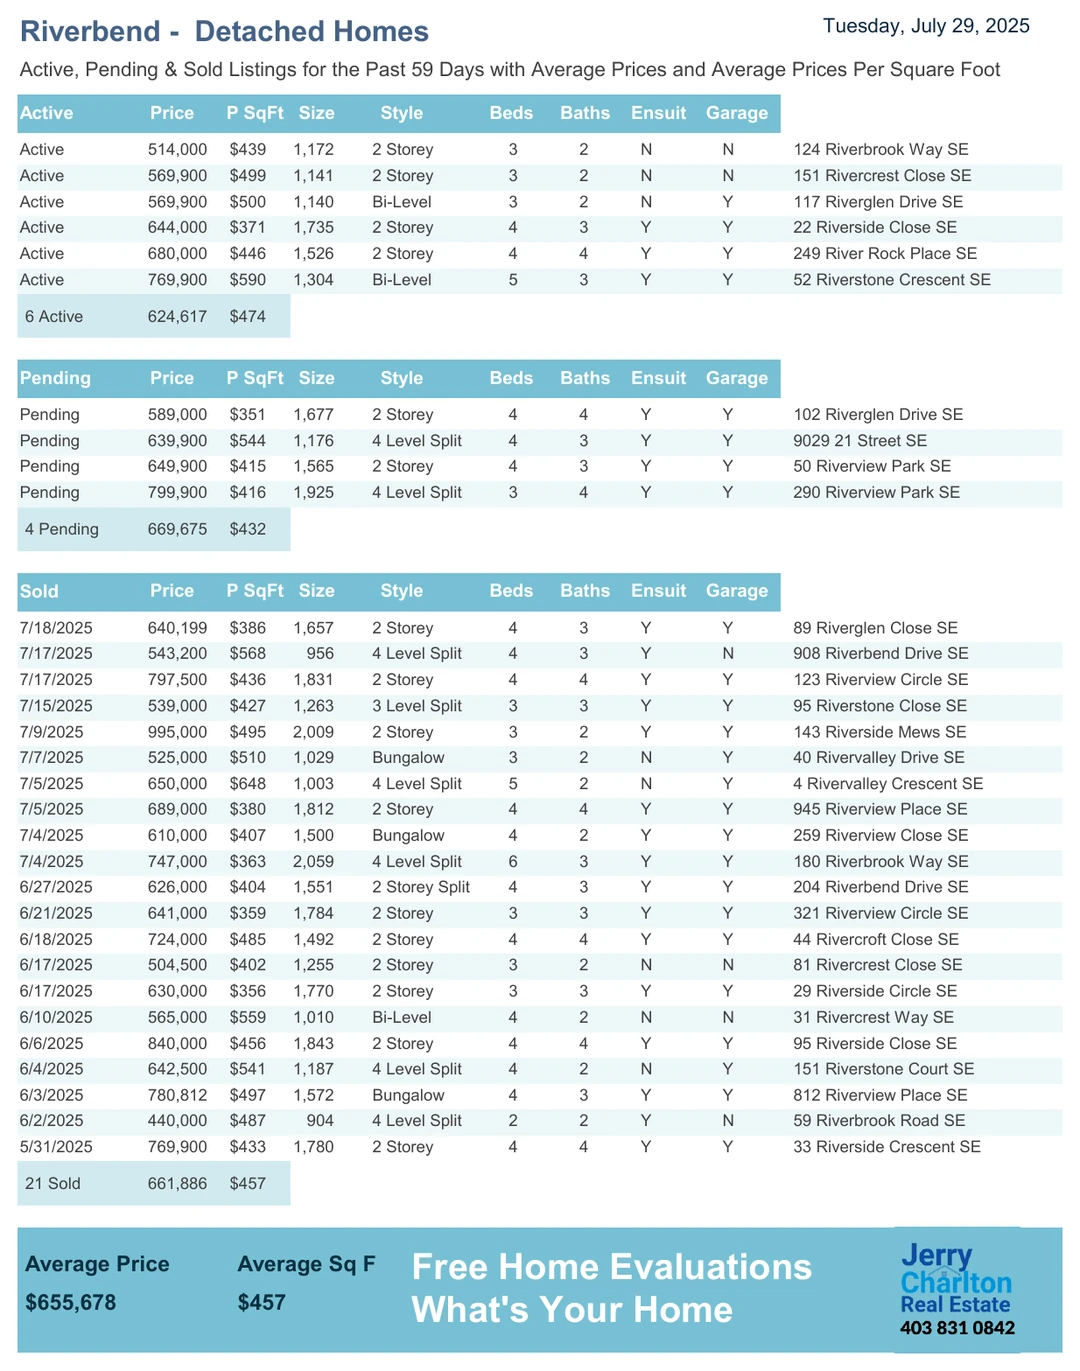 Riverbend -  Detached Homes
Tuesday, July 29, 2025
Active, Pending & Sold Listings for the Past 59 Days with Average Prices and Average Prices Per Square Foot
Active Price P SqFt Size Style Beds Baths Ensuit Garage
Active 514,000 $439 1,172 2 Storey 3 2 N N 124 Riverbrook Way SE
Active 569,900 $499 1,141 2 Storey 3 2 N N 151 Rivercrest Close SE
Active 569,900 $500 1,140 Bi-Level 3 2 N Y 117 Riverglen Drive SE
Active 644,000 $371 1,735 2 Storey 4 3 Y Y 22 Riverside Close SE
Active 680,000 $446 1,526 2 Storey 4 4 Y Y 249 River Rock Place SE
Active 769,900 $590 1,304 Bi-Level 5 3 Y Y 52 Riverstone Crescent SE
6 Active 624,617 $474
Pending Price P SqFt Size Style Beds Baths Ensuit Garage
Pending 589,000 $351 1,677 2 Storey 4 4 Y Y 102 Riverglen Drive SE
Pending 639,900 $544 1,176 4 Level Split 4 3 Y Y 9029 21 Street SE
Pending 649,900 $415 1,565 2 Storey 4 3 Y Y 50 Riverview Park SE
Pending 799,900 $416 1,925 4 Level Split 3 4 Y Y 290 Riverview Park SE
4 Pending 669,675 $432
Sold Price P SqFt Size Style Beds Baths Ensuit Garage
7/18/2025 640,199 $386 1,657 2 Storey 4 3 Y Y 89 Riverglen Close SE
7/17/2025 543,200 $568 956 4 Level Split 4 3 Y N 908 Riverbend Drive SE
7/17/2025 797,500 $436 1,831 2 Storey 4 4 Y Y 123 Riverview Circle SE
7/15/2025 539,000 $427 1,263 3 Level Split 3 3 Y Y 95 Riverstone Close SE
7/9/2025 995,000 $495 2,009 2 Storey 3 2 Y Y 143 Riverside Mews SE
7/7/2025 525,000 $510 1,029 Bungalow 3 2 N Y 40 Rivervalley Drive SE
7/5/2025 650,000 $648 1,003 4 Level Split 5 2 N Y 4 Rivervalley Crescent SE
7/5/2025 689,000 $380 1,812 2 Storey 4 4 Y Y 945 Riverview Place SE
7/4/2025 610,000 $407 1,500 Bungalow 4 2 Y Y 259 Riverview Close SE
7/4/2025 747,000 $363 2,059 4 Level Split 6 3 Y Y 180 Riverbrook Way SE
6/27/2025 626,000 $404 1,551 2 Storey Split 4 3 Y Y 204 Riverbend Drive SE
6/21/2025 641,000 $359 1,784 2 Storey 3 3 Y Y 321 Riverview Circle SE
6/18/2025 724,000 $485 1,492 2 Storey 4 4 Y Y 44 Rivercroft Close SE
6/17/2025 504,500 $402 1,255 2 Storey 3 2 N N 81 Rivercrest Close SE
6/17/2025 630,000 $356 1,770 2 Storey 3 3 Y Y 29 Riverside Circle SE
6/10/2025 565,000 $559 1,010 Bi-Level 4 2 N N 31 Rivercrest Way SE
6/6/2025 840,000 $456 1,843 2 Storey 4 4 Y Y 95 Riverside Close SE
6/4/2025 642,500 $541 1,187 4 Level Split 4 2 N Y 151 Riverstone Court SE
6/3/2025 780,812 $497 1,572 Bungalow 4 3 Y Y 812 Riverview Place SE
6/2/2025 440,000 $487 904 4 Level Split 2 2 Y N 59 Riverbrook Road SE
5/31/2025 769,900 $433 1,780 2 Storey 4 4 Y Y 33 Riverside Crescent SE
21 Sold 661,886 $457
Average Price Average Sq F
$655,678 $457
Free Home Evaluations
What's Your Home
Jerry
Charlton
Real Estate
403 831 0842